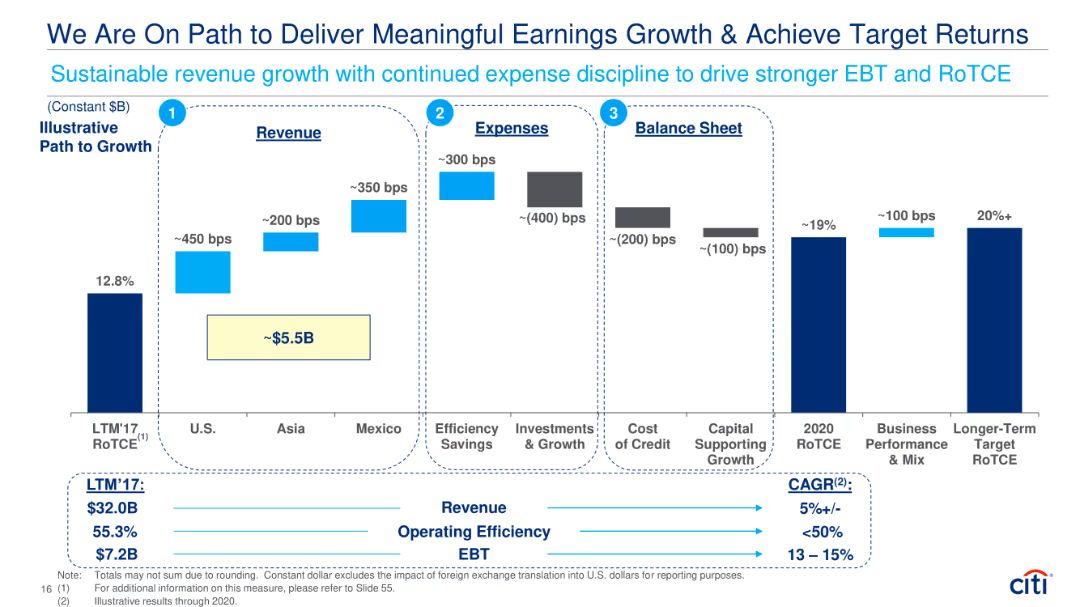 We Are On Path to Deliver Meaningful Earnings Growth & Achieve Target Returns
Sustainable revenue growth with continued expense discipline to drive stronger EBT and RoTCE
(Constant $B)
Illustrative
Path to Growth
1
Revenue
2
Expenses
3
Balance Sheet
12.8%
~450 bps
~200 bps
~350 bps
~300 bps
~(400) bps
~(200) bps
~(100) bps
~19%
~100 bps
20%+
~$5.5B
LTM'17
RoTCE(1)
U.S.
Asia
Mexico
Efficiency
Savings
Investments
& Growth
Cost
of Credit
Capital
Supporting
Growth
2020
RoTCE
Business
Performance
& Mix
Longer-Term
Target
RoTCE
LTM'17:
CAGR(2):
$32.0B Revenue 5%+/-
55.3% Operating Efficiency <50%
$7.2B EBT 13 – 15%
Note: Totals may not sum due to rounding. Constant dollar excludes the impact of foreign exchange translation into U.S. dollars for reporting purposes.
16 (1) For additional information on this measure, please refer to Slide 55.
(2) Illustrative results through 2020.
citi